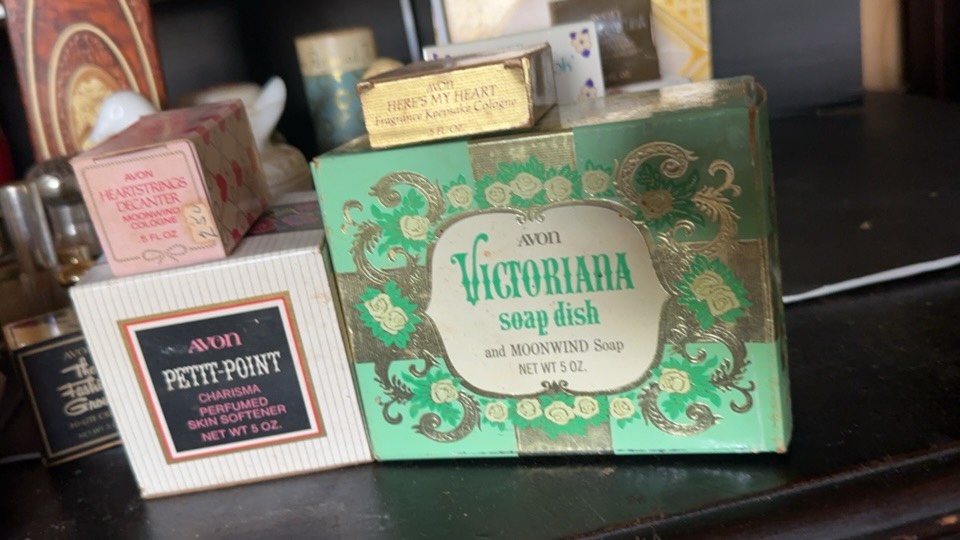 AVON
HERE'S MY HEART
Fragrance Keepsake Cologne
AVON
HEARTSTRINGS
DECANTER
MOONWIND
COLOGNE
.5 FL OZ
AVON
VICTORIANA
soap dish
and MOONWIND Soap
NET WT 5 OZ.
AVON
PETIT-POINT
CHARISMA
PERFUMED
SKIN SOFTENER
NET WT 5 OZ.
The